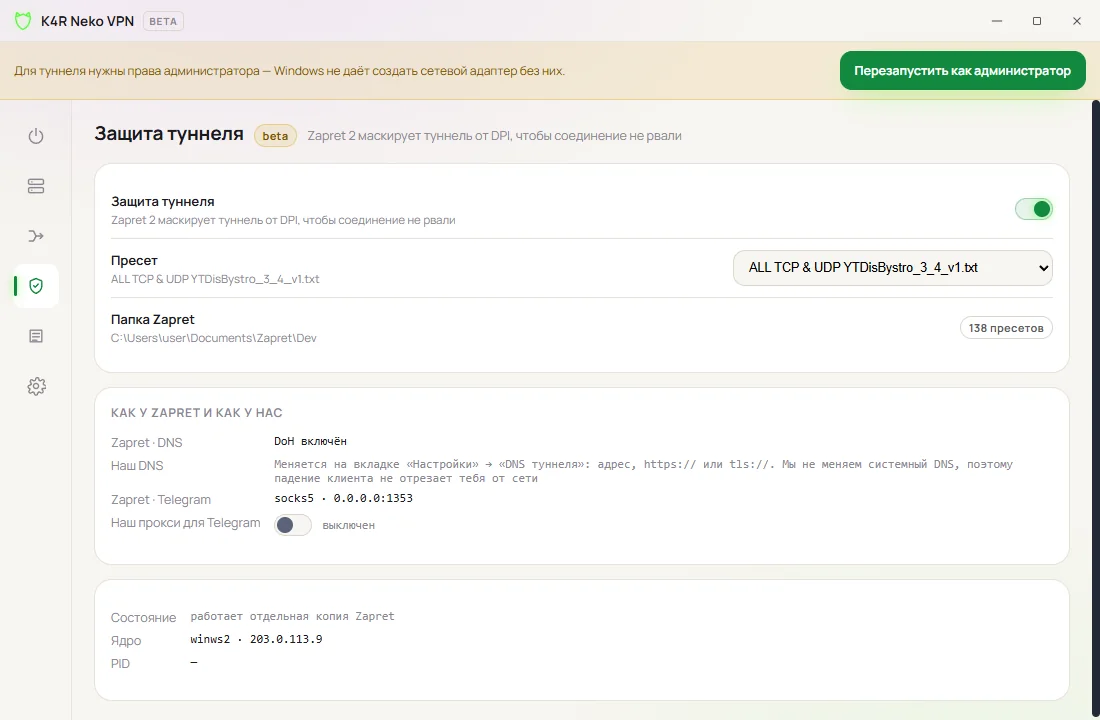 K4R Neko VPN BETA
Для туннеля нужны права администратора — Windows не даёт создать сетевой адаптер без них.
Перезапустить как администратор
Защита туннеля beta Zapret 2 маскирует туннель от DPI, чтобы соединение не рвали
Защита туннеля
Zapret 2 маскирует туннель от DPI, чтобы соединение не рвали
Пресет
ALL TCP & UDP YTDisBystro_3_4_v1.txt
ALL TCP & UDP YTDisBystro_3_4_v1.txt
Папка Zapret
C:\Users\user\Documents\Zapret\Dev
138 пресетов
КАК У ZAPRET И КАК У НАС
Zapret · DNS DoH включён
Наш DNS Меняется на вкладке «Настройки» → «DNS туннеля»: адрес, https:// или tls://. Мы не меняем системный DNS, поэтому
падение клиента не отрезает тебя от сети
Zapret · Telegram socks5 · 0.0.0.0:1353
Наш прокси для Telegram выключен
Состояние работает отдельная копия Zapret
Ядро winws2 · 203.0.113.9
PID —